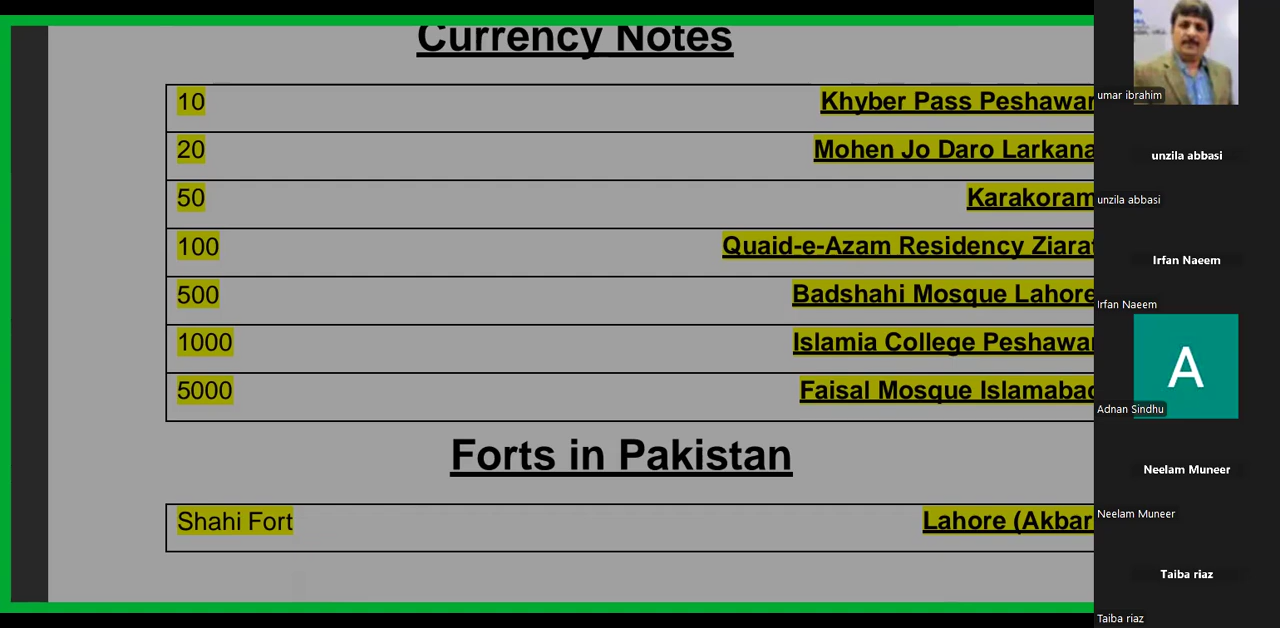 Currency Notes
10 Khyber Pass Peshawar
20 Mohen Jo Daro Larkana
50 Karakoram
100 Quaid-e-Azam Residency Ziarat
500 Badshahi Mosque Lahore
1000 Islamia College Peshawar
5000 Faisal Mosque Islamabad
Forts in Pakistan
Shahi Fort Lahore (Akbar
umar ibrahim
unzila abbasi
unzila abbasi
Irfan Naeem
Irfan Naeem
A
Adnan Sindhu
Neelam Muneer
Neelam Muneer
Taiba riaz
Taiba riaz